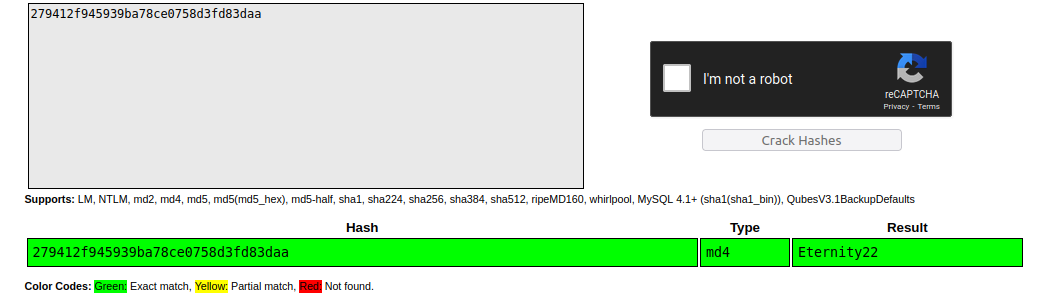 279412f945939ba78ce0758d3fd83daa
I'm not a robot
reCAPTCHA
Privacy - Terms
Crack Hashes
Supports: LM, NTLM, md2, md4, md5, md5(md5_hex), md5-half, sha1, sha224, sha256, sha384, sha512, ripeMD160, whirlpool, MySQL 4.1+ (sha1(sha1_bin)), QubesV3.1BackupDefaults
Hash Type Result
279412f945939ba78ce0758d3fd83daa md4 Eternity22
Color Codes: Green: Exact match, Yellow: Partial match, Red: Not found.